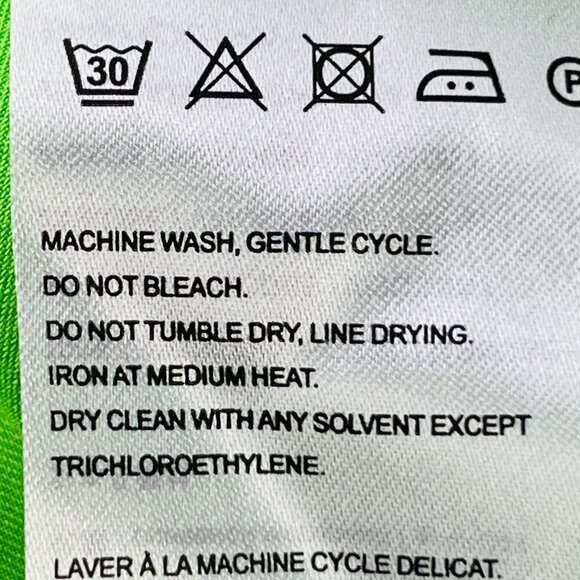 30 P
MACHINE WASH, GENTLE CYCLE.
DO NOT BLEACH.
DO NOT TUMBLE DRY, LINE DRYING.
IRON AT MEDIUM HEAT.
DRY CLEAN WITH ANY SOLVENT EXCEPT
TRICHLOROETHYLENE.
LAVER À LA MACHINE CYCLE DELICAT.